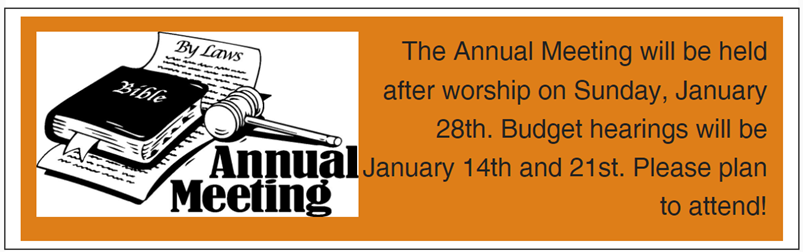 By Laws
Bible
Annual
Meeting
The Annual Meeting will be held
after worship on Sunday, January
28th. Budget hearings will be
January 14th and 21st. Please plan
to attend!